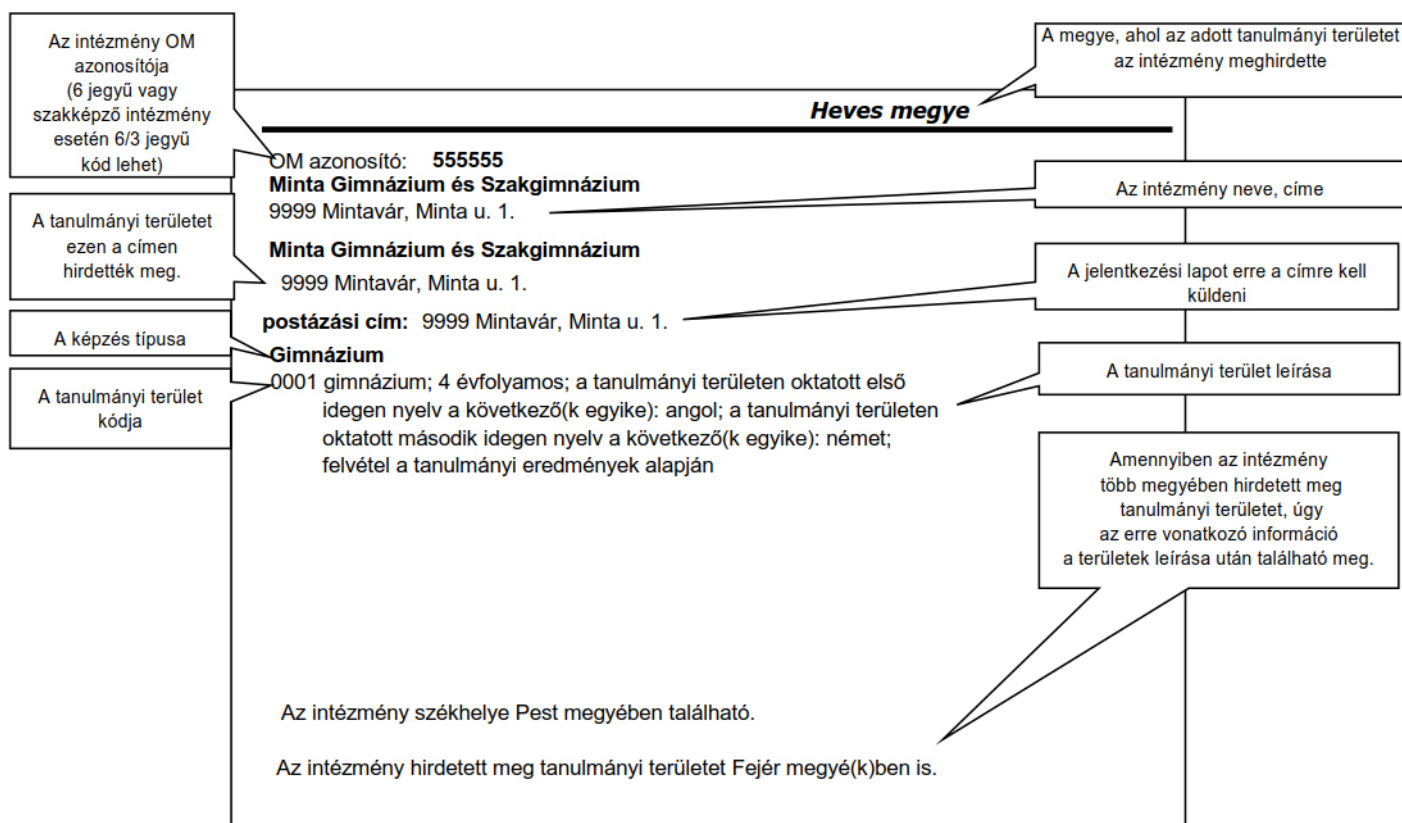 Az intézmény OM
azonosítója
(6 jegyű vagy
szakképző intézmény
esetén 6/3 jegyű
kód lehet)
A megye, ahol az adott tanulmányi területet
az intézmény meghirdette
Heves megye
OM azonosító: 555555
Minta Gimnázium és Szakgimnázium
9999 Mintavár, Minta u. 1.
Az intézmény neve, címe
A tanulmányi területet
ezen a címen
hirdették meg.
Minta Gimnázium és Szakgimnázium
9999 Mintavár, Minta u. 1.
A jelentkezési lapot erre a címre kell
küldeni
postázási cím: 9999 Mintavár, Minta u. 1.
A képzés típusa
Gimnázium
A tanulmányi terület
kódja
0001 gimnázium; 4 évfolyamos; a tanulmányi területen oktatott első
idegen nyelv a következő(k egyike): angol; a tanulmányi területen
oktatott második idegen nyelv a következő(k egyike): német;
felvétel a tanulmányi eredmények alapján
A tanulmányi terület leírása
Amennyiben az intézmény
több megyében hirdetett meg
tanulmányi területet, úgy
az erre vonatkozó információ
a területek leírása után található meg.
Az intézmény székhelye Pest megyében található.
Az intézmény hirdetett meg tanulmányi területet Fejér megyé(k)ben is.